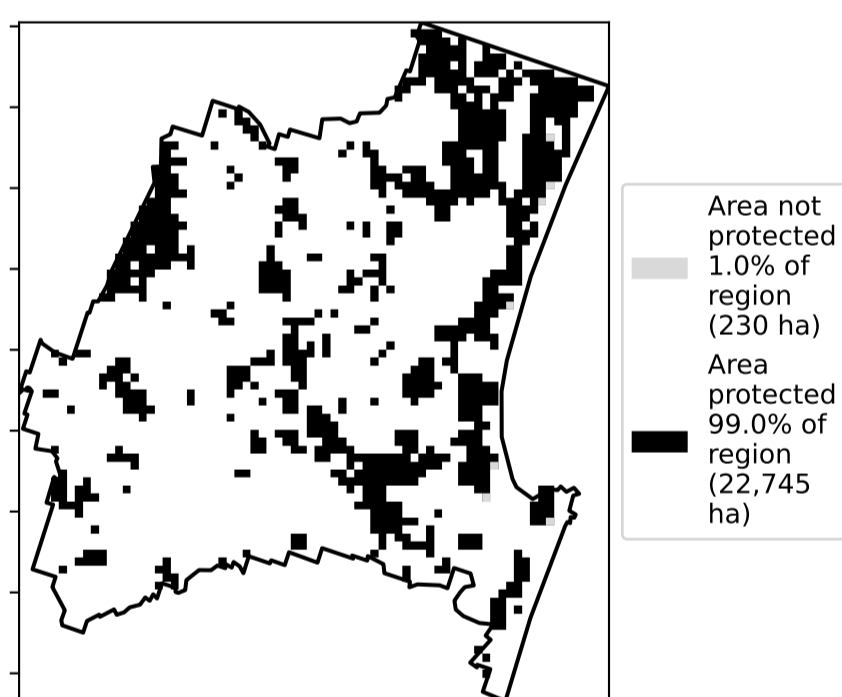 Area not
protected
1.0% of
region
(230 ha)
Area
protected
99.0% of
region
(22,745
ha)